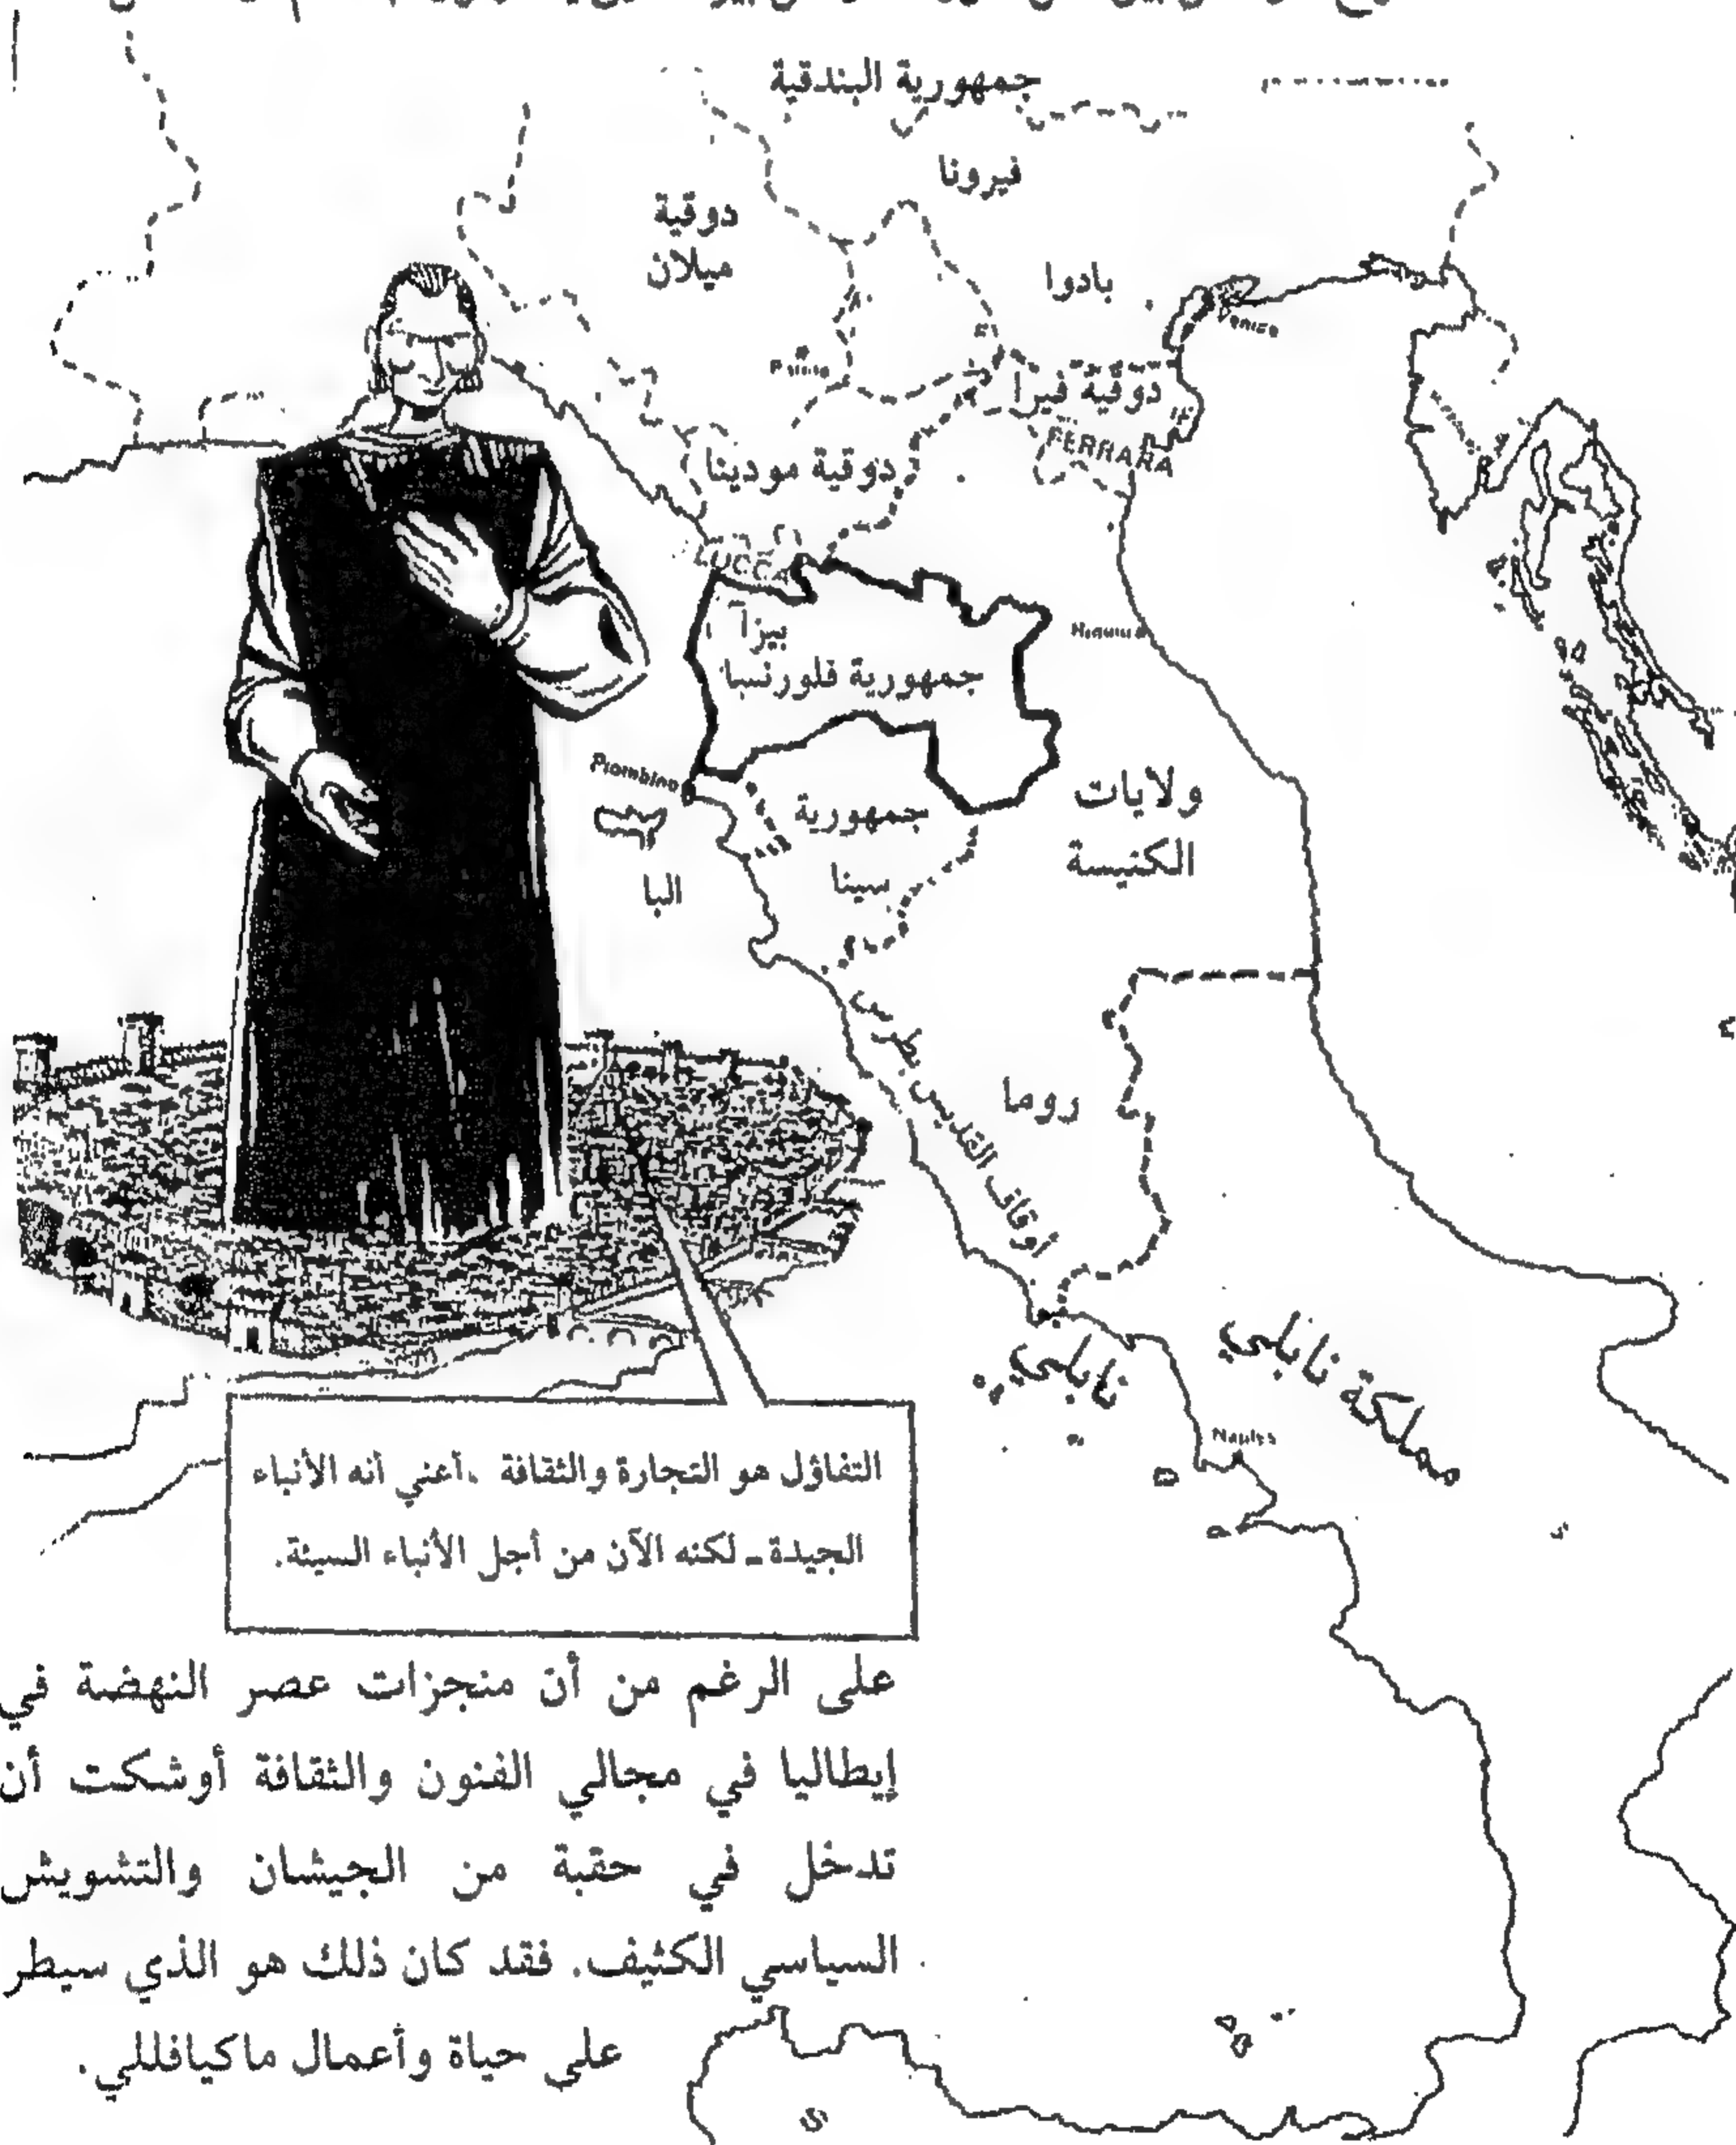 جمهورية البندقية
فيرونا
دوقية
ميلان
بادوا
Venice
دوقية فيرا
FERRARA
دوقية مودينا
LUCCA
بيزا
جمهورية فلورنسا
Piombino
جمهورية
سينا
ولايات
الكنيسة
البا
أوقاف القديس بطرس
روما
نابلي
مملكة نابلي
Naples
التفاؤل هو التجارة والثقافة .أعني أنه الأنباء
الجيدة ـ لكنه الآن من أجل الأنباء السيئة.
على الرغم من أن منجزات عصر النهضة في
إيطاليا في مجالي الفنون والثقافة أوشكت أن
تدخل في حقبة من الجيشان والتشويش
السياسي الكثيف. فقد كان ذلك هو الذي سيطر
على حياة وأعمال ماكيافللي.